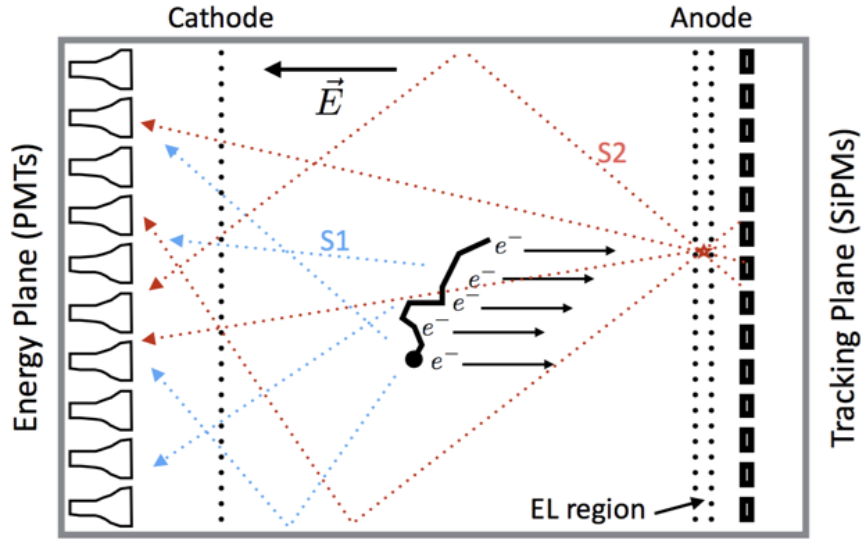 Cathode
Anode
E
S2
S1
e−
e−
e−
e−
e−
EL region
Energy Plane (PMTs)
Tracking Plane (SiPMs)